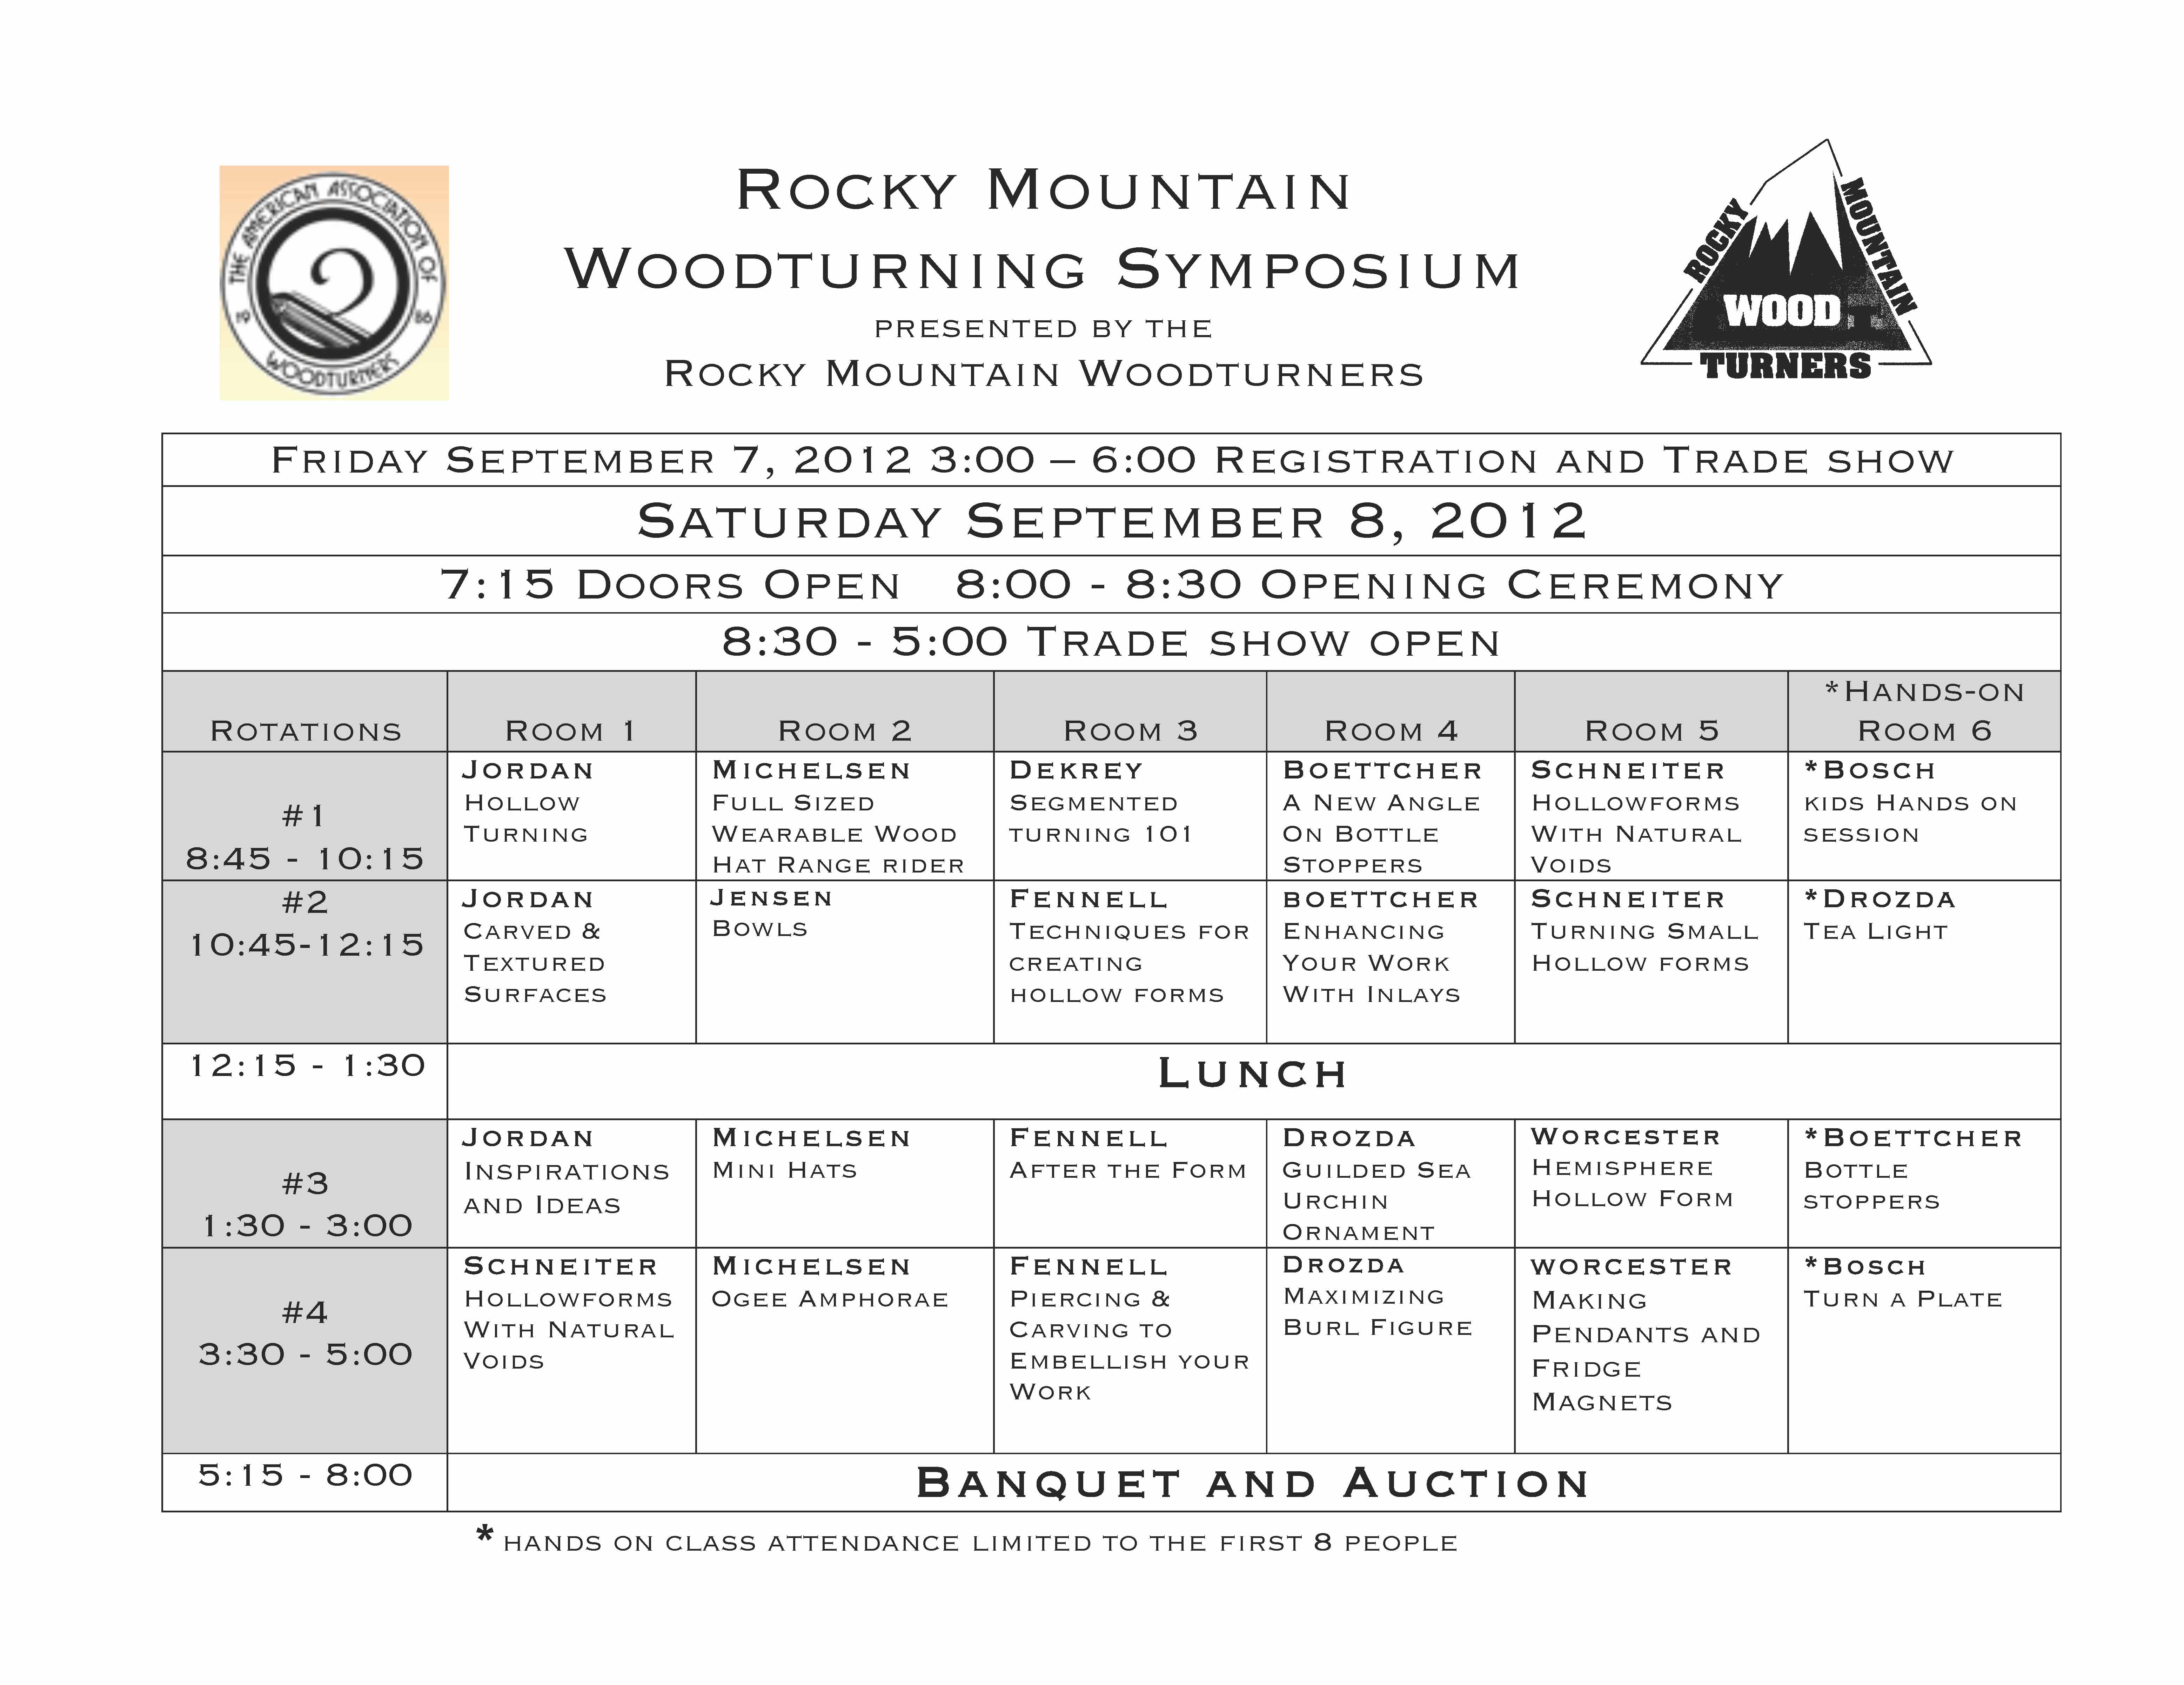 THE AMERICAN ASSOCIATION OF
19 86
WOODTURNERS
ROCKY MOUNTAIN
WOODTURNING SYMPOSIUM
PRESENTED BY THE
ROCKY MOUNTAIN WOODTURNERS
ROCKY
MOUNTAIN
WOOD
TURNERS
FRIDAY SEPTEMBER 7, 2012 3:00 – 6:00 REGISTRATION AND TRADE SHOW
SATURDAY SEPTEMBER 8, 2012
7:15 DOORS OPEN 8:00 - 8:30 OPENING CEREMONY
8:30 - 5:00 TRADE SHOW OPEN
ROTATIONS
ROOM 1
ROOM 2
ROOM 3
ROOM 4
ROOM 5
*HANDS-ON
ROOM 6
#1
8:45 - 10:15
JORDAN
HOLLOW
TURNING
MICHELSEN
FULL SIZED
WEARABLE WOOD
HAT RANGE RIDER
DEKREY
SEGMENTED
TURNING 101
BOETTCHER
A NEW ANGLE
ON BOTTLE
STOPPERS
SCHNEITER
HOLLOWFORMS
WITH NATURAL
VOIDS
*BOSCH
KIDS HANDS ON
SESSION
#2
10:45-12:15
JORDAN
CARVED &
TEXTURED
SURFACES
JENSEN
BOWLS
FENNELL
TECHNIQUES FOR
CREATING
HOLLOW FORMS
BOETTCHER
ENHANCING
YOUR WORK
WITH INLAYS
SCHNEITER
TURNING SMALL
HOLLOW FORMS
*DROZDA
TEA LIGHT
12:15 - 1:30
LUNCH
#3
1:30 - 3:00
JORDAN
INSPIRATIONS
AND IDEAS
MICHELSEN
MINI HATS
FENNELL
AFTER THE FORM
DROZDA
GUILDED SEA
URCHIN
ORNAMENT
WORCESTER
HEMISPHERE
HOLLOW FORM
*BOETTCHER
BOTTLE
STOPPERS
#4
3:30 - 5:00
SCHNEITER
HOLLOWFORMS
WITH NATURAL
VOIDS
MICHELSEN
OGEE AMPHORAE
FENNELL
PIERCING &
CARVING TO
EMBELLISH YOUR
WORK
DROZDA
MAXIMIZING
BURL FIGURE
WORCESTER
MAKING
PENDANTS AND
FRIDGE
MAGNETS
*BOSCH
TURN A PLATE
5:15 - 8:00
BANQUET AND AUCTION
* HANDS ON CLASS ATTENDANCE LIMITED TO THE FIRST 8 PEOPLE